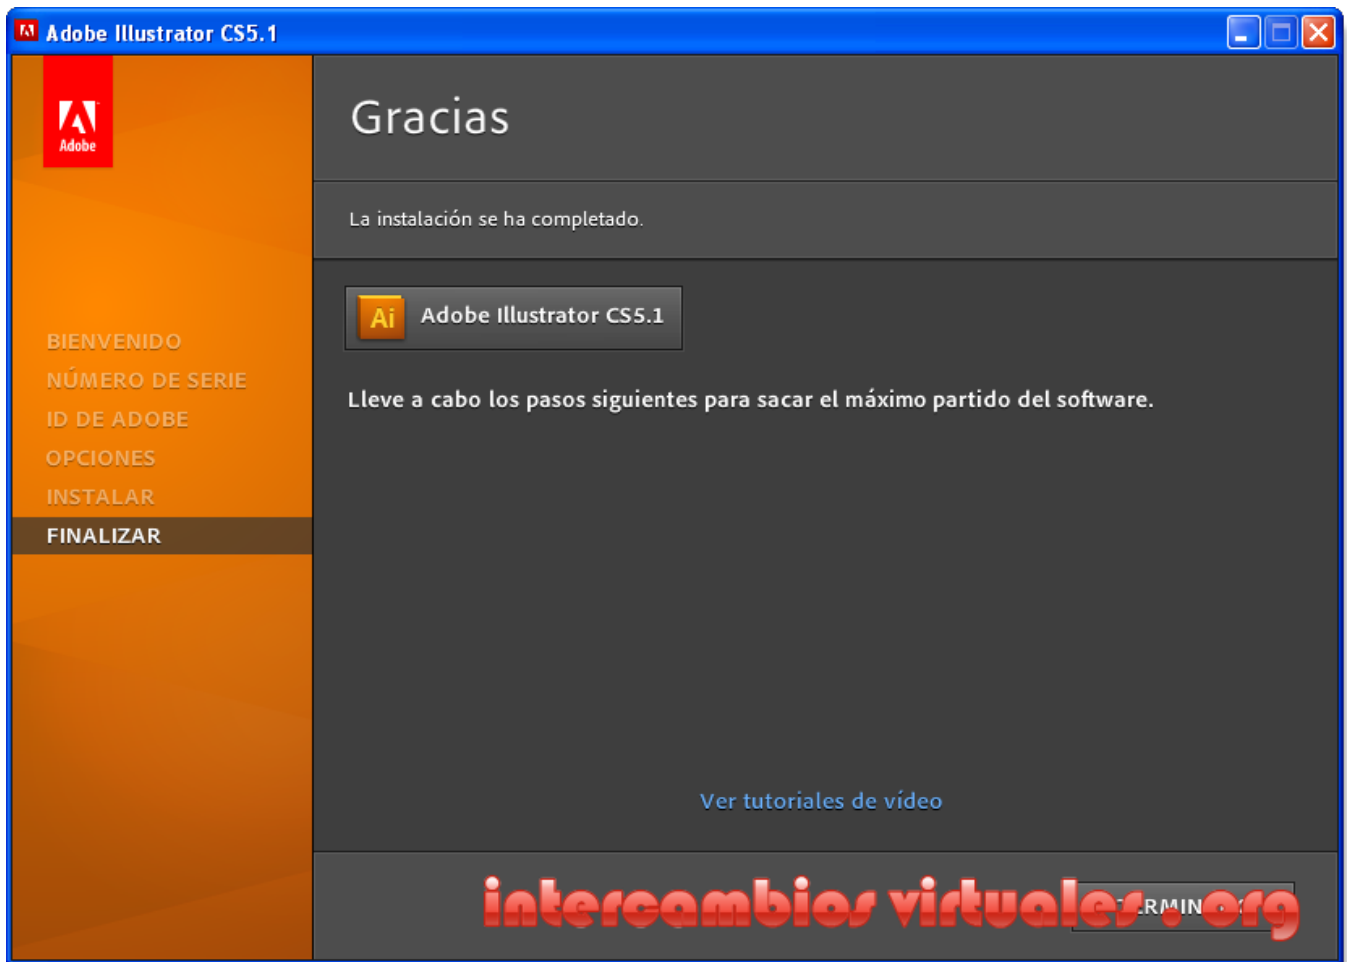 Adobe Illustrator CS5.1
Adobe
Gracias
La instalación se ha completado.
Ai Adobe Illustrator CS5.1
Lleve a cabo los pasos siguientes para sacar el máximo partido del software.
BIENVENIDO
NÚMERO DE SERIE
ID DE ADOBE
OPCIONES
INSTALAR
FINALIZAR
Ver tutoriales de vídeo
intercambios virtuales.org